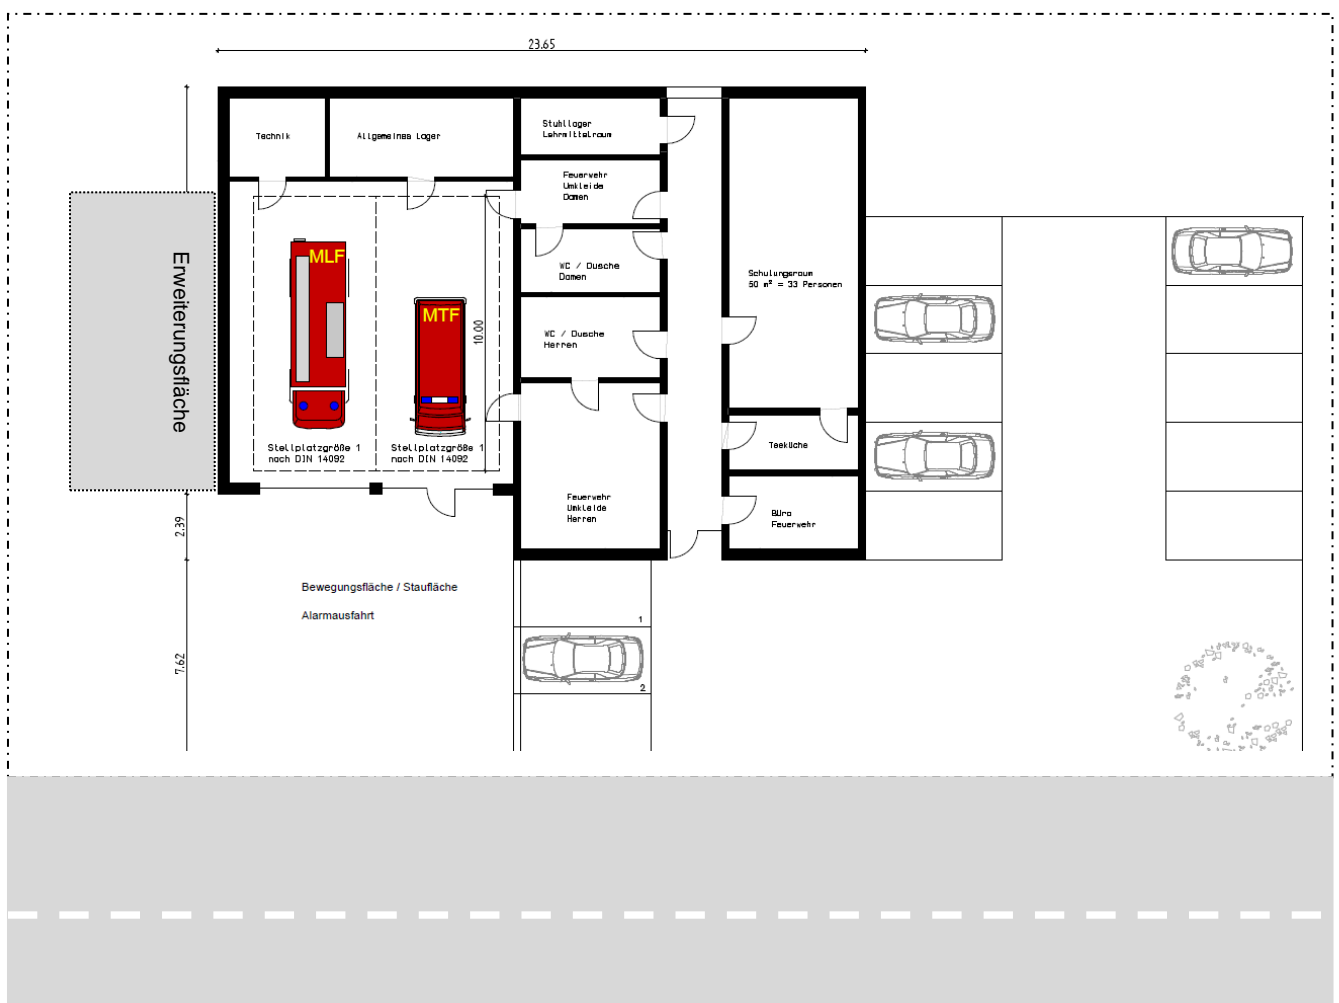 23.65
Technik
Allgemeines Lager
Stuhllager
Lehrmittelraum
Feuerwehr
Umkleide
Damen
WC / Dusche
Damen
WC / Dusche
Herren
Feuerwehr
Umkleide
Herren
Schulungsraum
50 m² = 33 Personen
Teeküche
Büro
Feuerwehr
MLF
MTF
10.00
Stellplatzgröße 1
nach DIN 14092
Stellplatzgröße 1
nach DIN 14092
Erweiterungsfläche
2.39
7.62
Bewegungsfläche / Staufläche
Alarmausfahrt
1
2